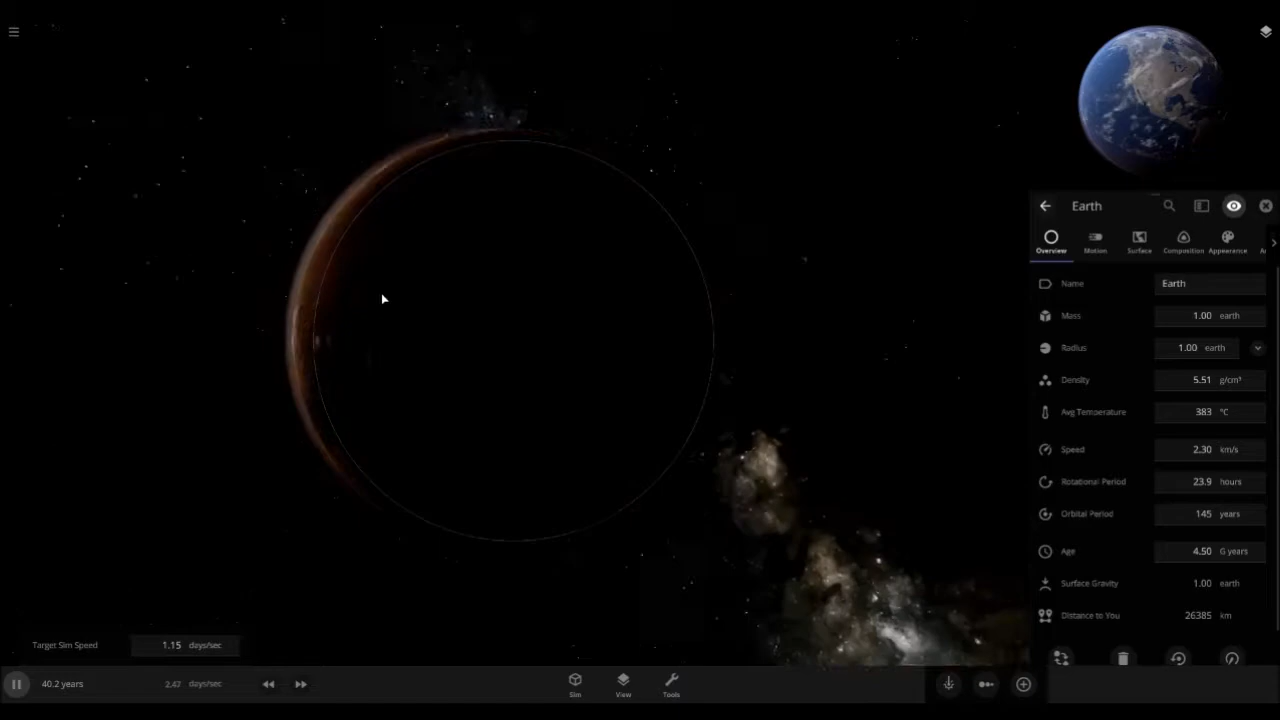 Earth
Overview Motion Surface Composition Appearance
Name Earth
Mass 1.00 earth
Radius 1.00 earth
Density 5.51 g/cm³
Avg Temperature 383 °C
Speed 2.30 km/s
Rotational Period 23.9 hours
Orbital Period 145 years
Age 4.50 G years
Surface Gravity 1.00 earth
Distance to You 26385 km
Target Sim Speed 1.15 days/sec
40.2 years 2.47 days/sec Sim View Tools